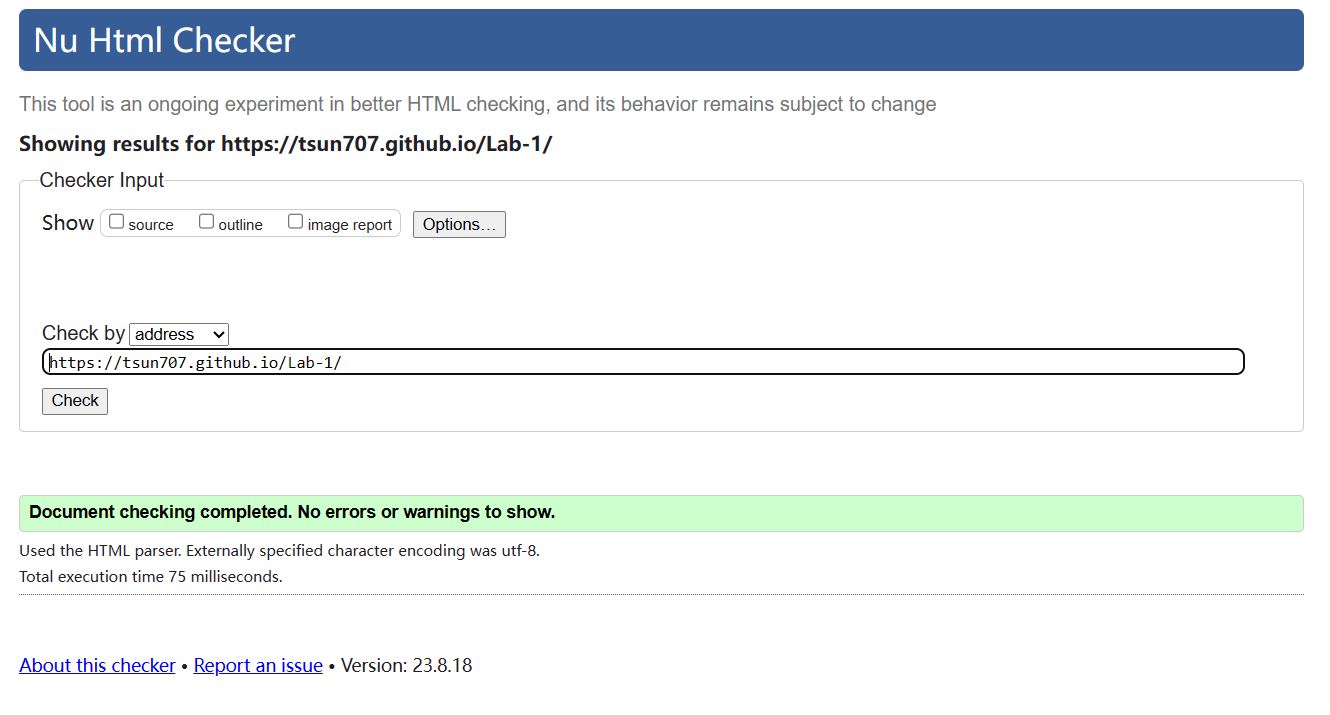 Nu Html Checker
This tool is an ongoing experiment in better HTML checking, and its behavior remains subject to change
Showing results for https://tsun707.github.io/Lab-1/
Checker Input
Show source outline image report Options…
Check by address
https://tsun707.github.io/Lab-1/
Check
Document checking completed. No errors or warnings to show.
Used the HTML parser. Externally specified character encoding was utf-8.
Total execution time 75 milliseconds.
About this checker • Report an issue • Version: 23.8.18